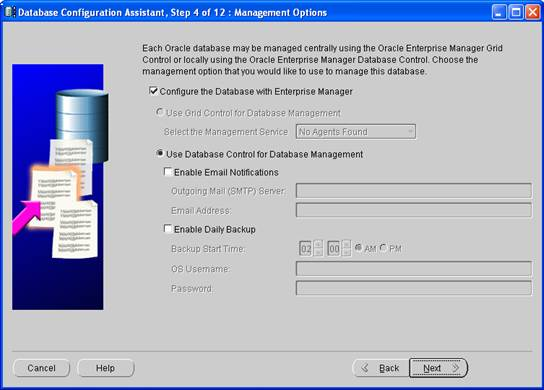 Database Configuration Assistant, Step 4 of 12 : Management Options
Each Oracle database may be managed centrally using the Oracle Enterprise Manager Grid
Control or locally using the Oracle Enterprise Manager Database Control. Choose the
management option that you would like to use to manage this database.
Configure the Database with Enterprise Manager
Use Grid Control for Database Management
Select the Management Service No Agents Found
Use Database Control for Database Management
Enable Email Notifications
Outgoing Mail (SMTP) Server:
Email Address:
Enable Daily Backup
Backup Start Time: 02 00 AM PM
OS Username:
Password:
Cancel Help Back Next